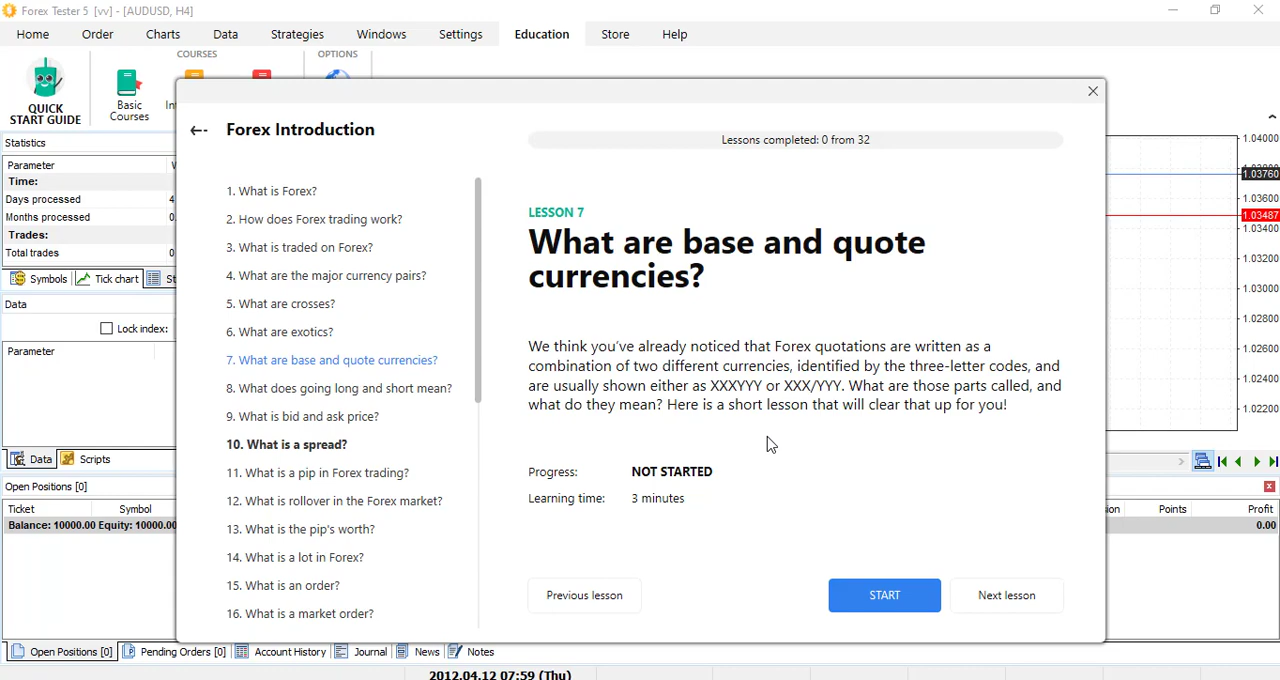 Forex Tester 5 [vv] - [AUDUSD, H4]
Home Order Charts Data Strategies Windows Settings Education Store Help
COURSES OPTIONS
QUICK
START GUIDE
Basic
Courses
Statistics
Parameter
Time:
Days processed 4
Months processed 0
Trades:
Total trades 0
Symbols Tick chart St
Data
Lock index:
Parameter
Data Scripts
Open Positions [0]
Ticket Symbol
Balance: 10000.00 Equity: 10000.00
Forex Introduction
1. What is Forex?
2. How does Forex trading work?
3. What is traded on Forex?
4. What are the major currency pairs?
5. What are crosses?
6. What are exotics?
7. What are base and quote currencies?
8. What does going long and short mean?
9. What is bid and ask price?
10. What is a spread?
11. What is a pip in Forex trading?
12. What is rollover in the Forex market?
13. What is the pip's worth?
14. What is a lot in Forex?
15. What is an order?
16. What is a market order?
Lessons completed: 0 from 32
LESSON 7
What are base and quote
currencies?
We think you've already noticed that Forex quotations are written as a
combination of two different currencies, identified by the three-letter codes, and
are usually shown either as XXXYYY or XXX/YYY. What are those parts called, and
what do they mean? Here is a short lesson that will clear that up for you!
Progress: NOT STARTED
Learning time: 3 minutes
Previous lesson START Next lesson
1.04000
1.03760
1.03600
1.03487
1.03400
1.03200
1.03000
1.02800
1.02600
1.02400
1.02200
Points Profit
0.00
Open Positions [0] Pending Orders [0] Account History Journal News Notes
2012.04.12 07:59 (Thu)